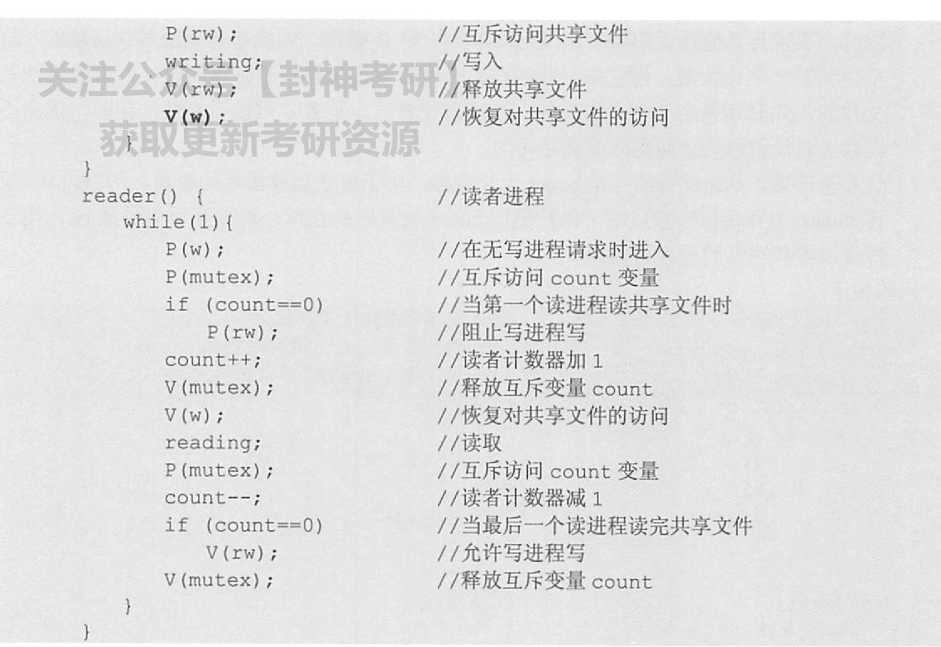 P(rw); //互斥访问共享文件
writing; //写入
V(rw); //释放共享文件
V(w); //恢复对共享文件的访问
}
}
reader() { //读者进程
while(1){
P(w); //在无写进程请求时进入
P(mutex); //互斥访问 count 变量
if (count==0) //当第一个读进程读共享文件时
P(rw); //阻止写进程写
count++; //读者计数器加 1
V(mutex); //释放互斥变量 count
V(w); //恢复对共享文件的访问
reading; //读取
P(mutex); //互斥访问 count 变量
count--; //读者计数器减 1
if (count==0) //当最后一个读进程读完共享文件
V(rw); //允许写进程写
V(mutex); //释放互斥变量 count
}
}
关注公众号【封神考研】
获取更新考研资源